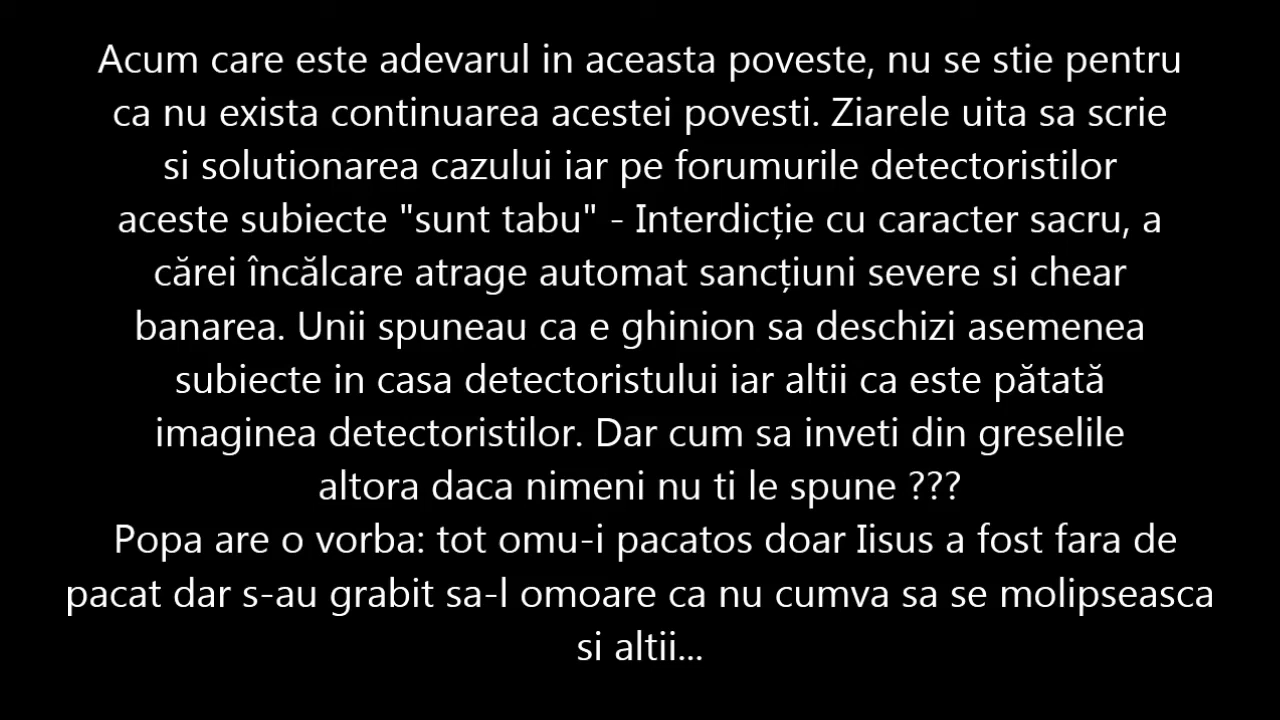 Acum care este adevarul in aceasta poveste, nu se stie pentru
ca nu exista continuarea acestei povesti. Ziarele uita sa scrie
si solutionarea cazului iar pe forumurile detectoristilor
aceste subiecte "sunt tabu" - Interdicție cu caracter sacru, a
cărei încălcare atrage automat sancțiuni severe si chear
banarea. Unii spuneau ca e ghinion sa deschizi asemenea
subiecte in casa detectoristului iar altii ca este pătată
imaginea detectoristilor. Dar cum sa inveti din greselile
altora daca nimeni nu ti le spune ???
Popa are o vorba: tot omu-i pacatos doar Iisus a fost fara de
pacat dar s-au grabit sa-l omoare ca nu cumva sa se molipseasca
si altii...